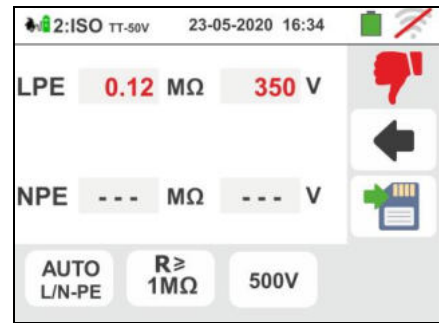 2:ISO TT-50V 23-05-2020 16:34
LPE 0.12 MΩ 350 V
NPE - - - MΩ - - - V
AUTO L/N-PE
R≥ 1MΩ
500V